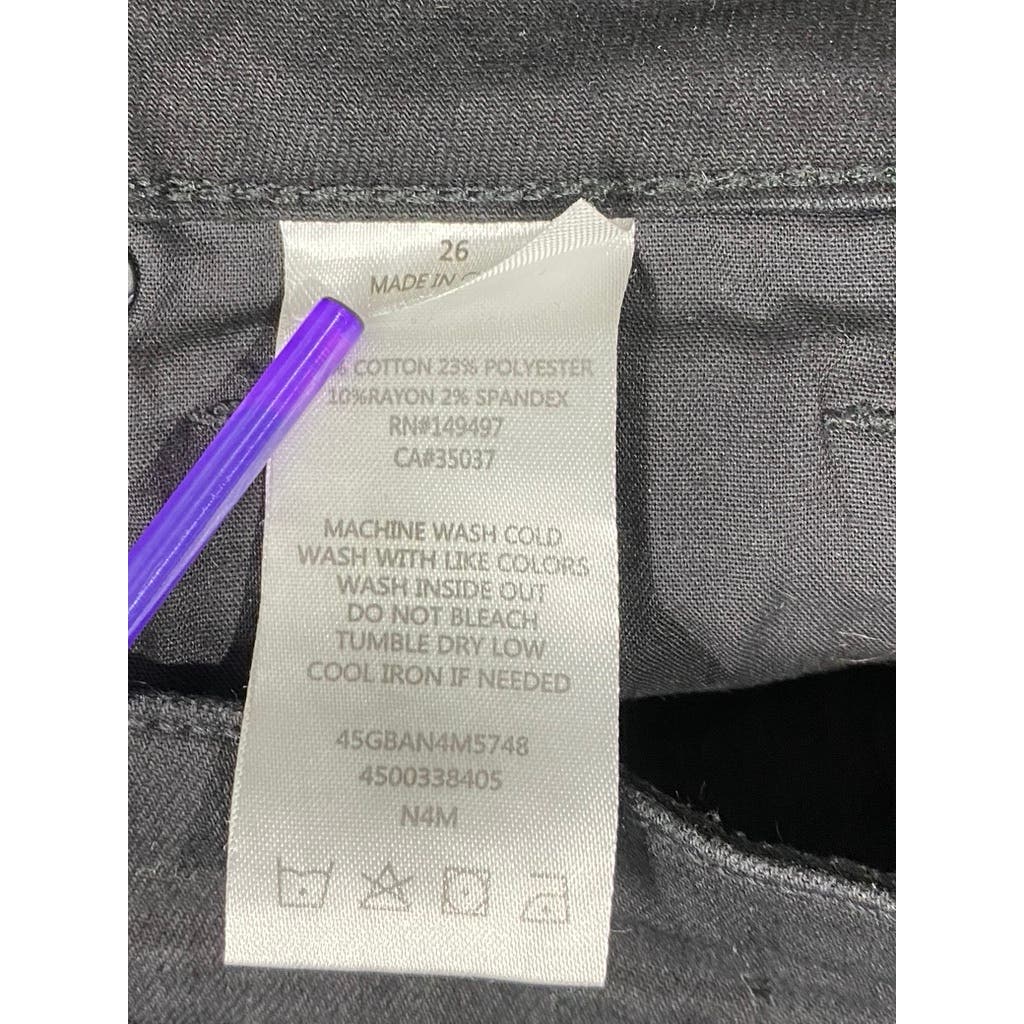 26
MADE IN
% COTTON 23% POLYESTER
10%RAYON 2% SPANDEX
RN#149497
CA#35037
MACHINE WASH COLD
WASH WITH LIKE COLORS
WASH INSIDE OUT
DO NOT BLEACH
TUMBLE DRY LOW
COOL IRON IF NEEDED
45GBAN4M5748
4500338405
N4M